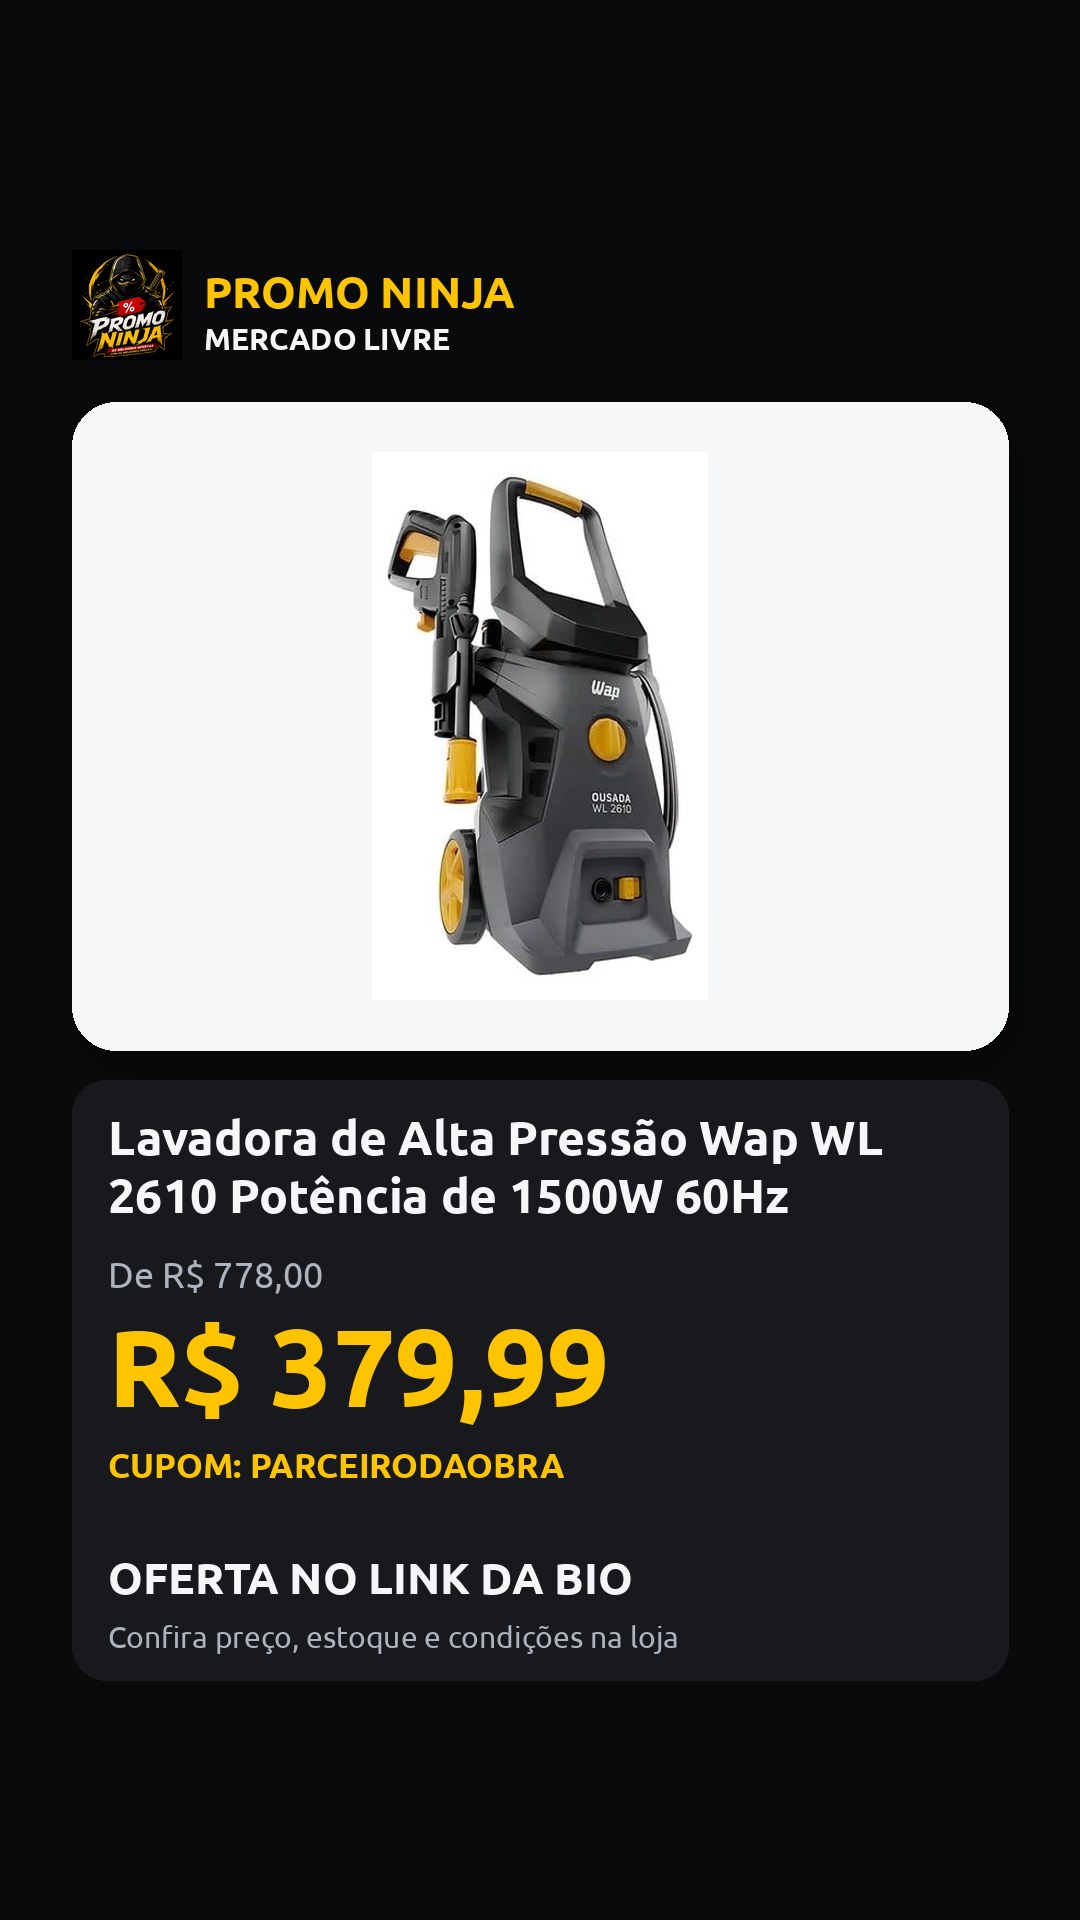 PROMO NINJA
MERCADO LIVRE
%
PROMO
NINJA
Wap
OUSADA
WL 2610
Lavadora de Alta Pressão Wap WL
2610 Potência de 1500W 60Hz
De R$ 778,00
R$ 379,99
CUPOM: PARCEIRODAOBRA
OFERTA NO LINK DA BIO
Confira preço, estoque e condições na loja